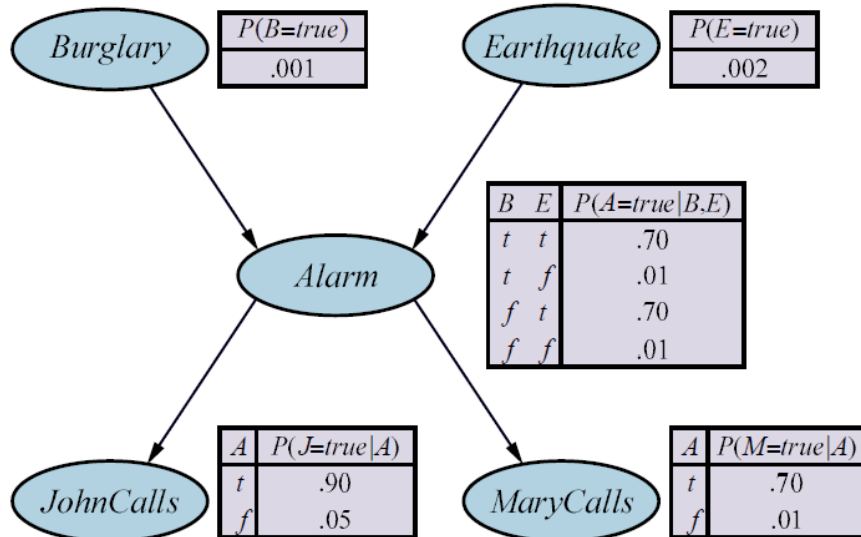 Burglary
P(B=true)
.001
Earthquake
P(E=true)
.002
B E P(A=true|B,E)
t t .70
t f .01
f t .70
f f .01
Alarm
JohnCalls
A P(J=true|A)
t .90
f .05
MaryCalls
A P(M=true|A)
t .70
f .01